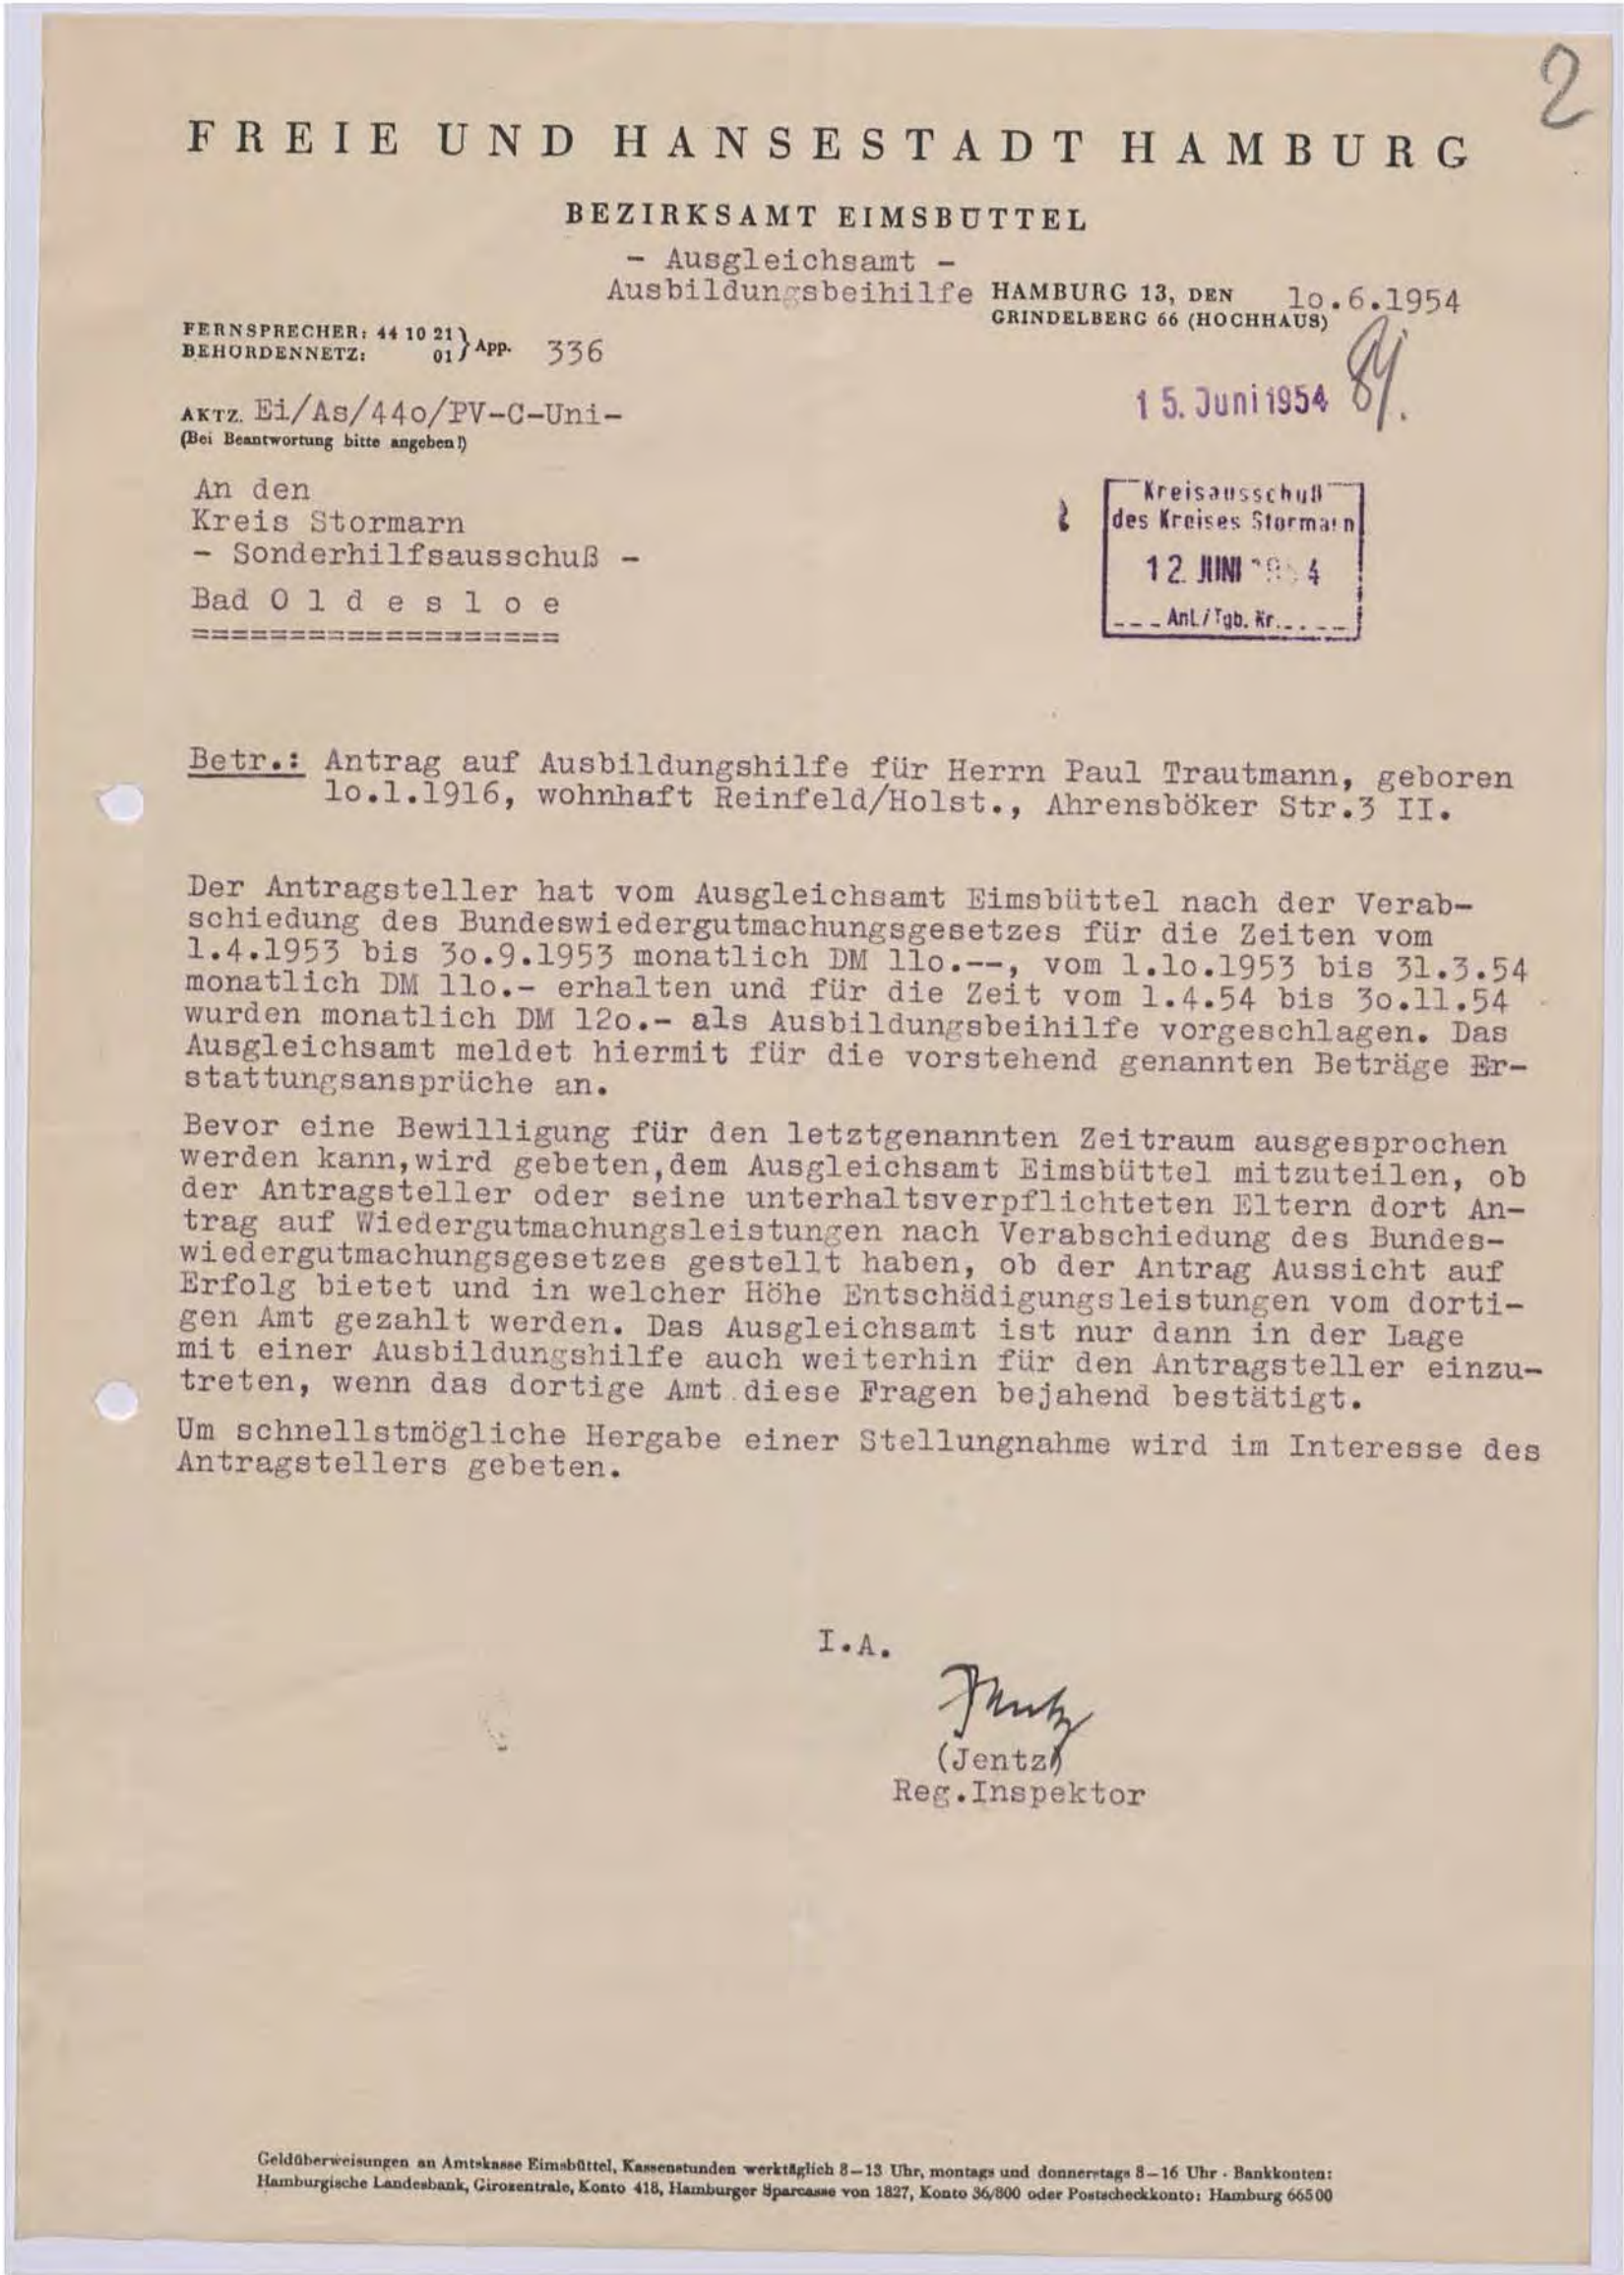 2
FREIE UND HANSESTADT HAMBURG
BEZIRKSAMT EIMSBÜTTEL
- Ausgleichsamt -
Ausbildungsbeihilfe HAMBURG 13, DEN 10.6.1954
GRINDELBERG 66 (HOCHHAUS)
FERNSPRECHER: 44 10 21
BEHÖRDENNETZ: 01 } App. 336
15. Juni 1954
AKTZ. Ei/As/44o/PV-C-Uni-
(Bei Beantwortung bitte angeben!)
An den
Kreis Stormarn
- Sonderhilfsausschuß -
Bad O l d e s l o e
===================
Kreisausschuß
des Kreises Stormarn
12. JUNI 1954
Anl./Tgb. Nr.
Betr.: Antrag auf Ausbildungshilfe für Herrn Paul Trautmann, geboren
1o.1.1916, wohnhaft Reinfeld/Holst., Ahrensböker Str.3 II.
Der Antragsteller hat vom Ausgleichsamt Eimsbüttel nach der Verab-
schiedung des Bundeswiedergutmachungsgesetzes für die Zeiten vom
1.4.1953 bis 3o.9.1953 monatlich DM 11o.--, vom 1.1o.1953 bis 31.3.54
monatlich DM 11o.- erhalten und für die Zeit vom 1.4.54 bis 3o.11.54
wurden monatlich DM 12o.- als Ausbildungsbeihilfe vorgeschlagen. Das
Ausgleichsamt meldet hiermit für die vorstehend genannten Beträge Er-
stattungsansprüche an.
Bevor eine Bewilligung für den letztgenannten Zeitraum ausgesprochen
werden kann,wird gebeten,dem Ausgleichsamt Eimsbüttel mitzuteilen, ob
der Antragsteller oder seine unterhaltsverpflichteten Eltern dort An-
trag auf Wiedergutmachungsleistungen nach Verabschiedung des Bundes-
wiedergutmachungsgesetzes gestellt haben, ob der Antrag Aussicht auf
Erfolg bietet und in welcher Höhe Entschädigungsleistungen vom dorti-
gen Amt gezahlt werden. Das Ausgleichsamt ist nur dann in der Lage
mit einer Ausbildungshilfe auch weiterhin für den Antragsteller einzu-
treten, wenn das dortige Amt diese Fragen bejahend bestätigt.
Um schnellstmögliche Hergabe einer Stellungnahme wird im Interesse des
Antragstellers gebeten.
I.A.
Jentz
(Jentz)
Reg.Inspektor
Geldüberweisungen an Amtskasse Eimsbüttel, Kassenstunden werktäglich 8–13 Uhr, montags und donnerstags 8–16 Uhr · Bankkonten:
Hamburgische Landesbank, Girozentrale, Konto 418, Hamburger Sparcasse von 1827, Konto 36/800 oder Postscheckkonto: Hamburg 66500